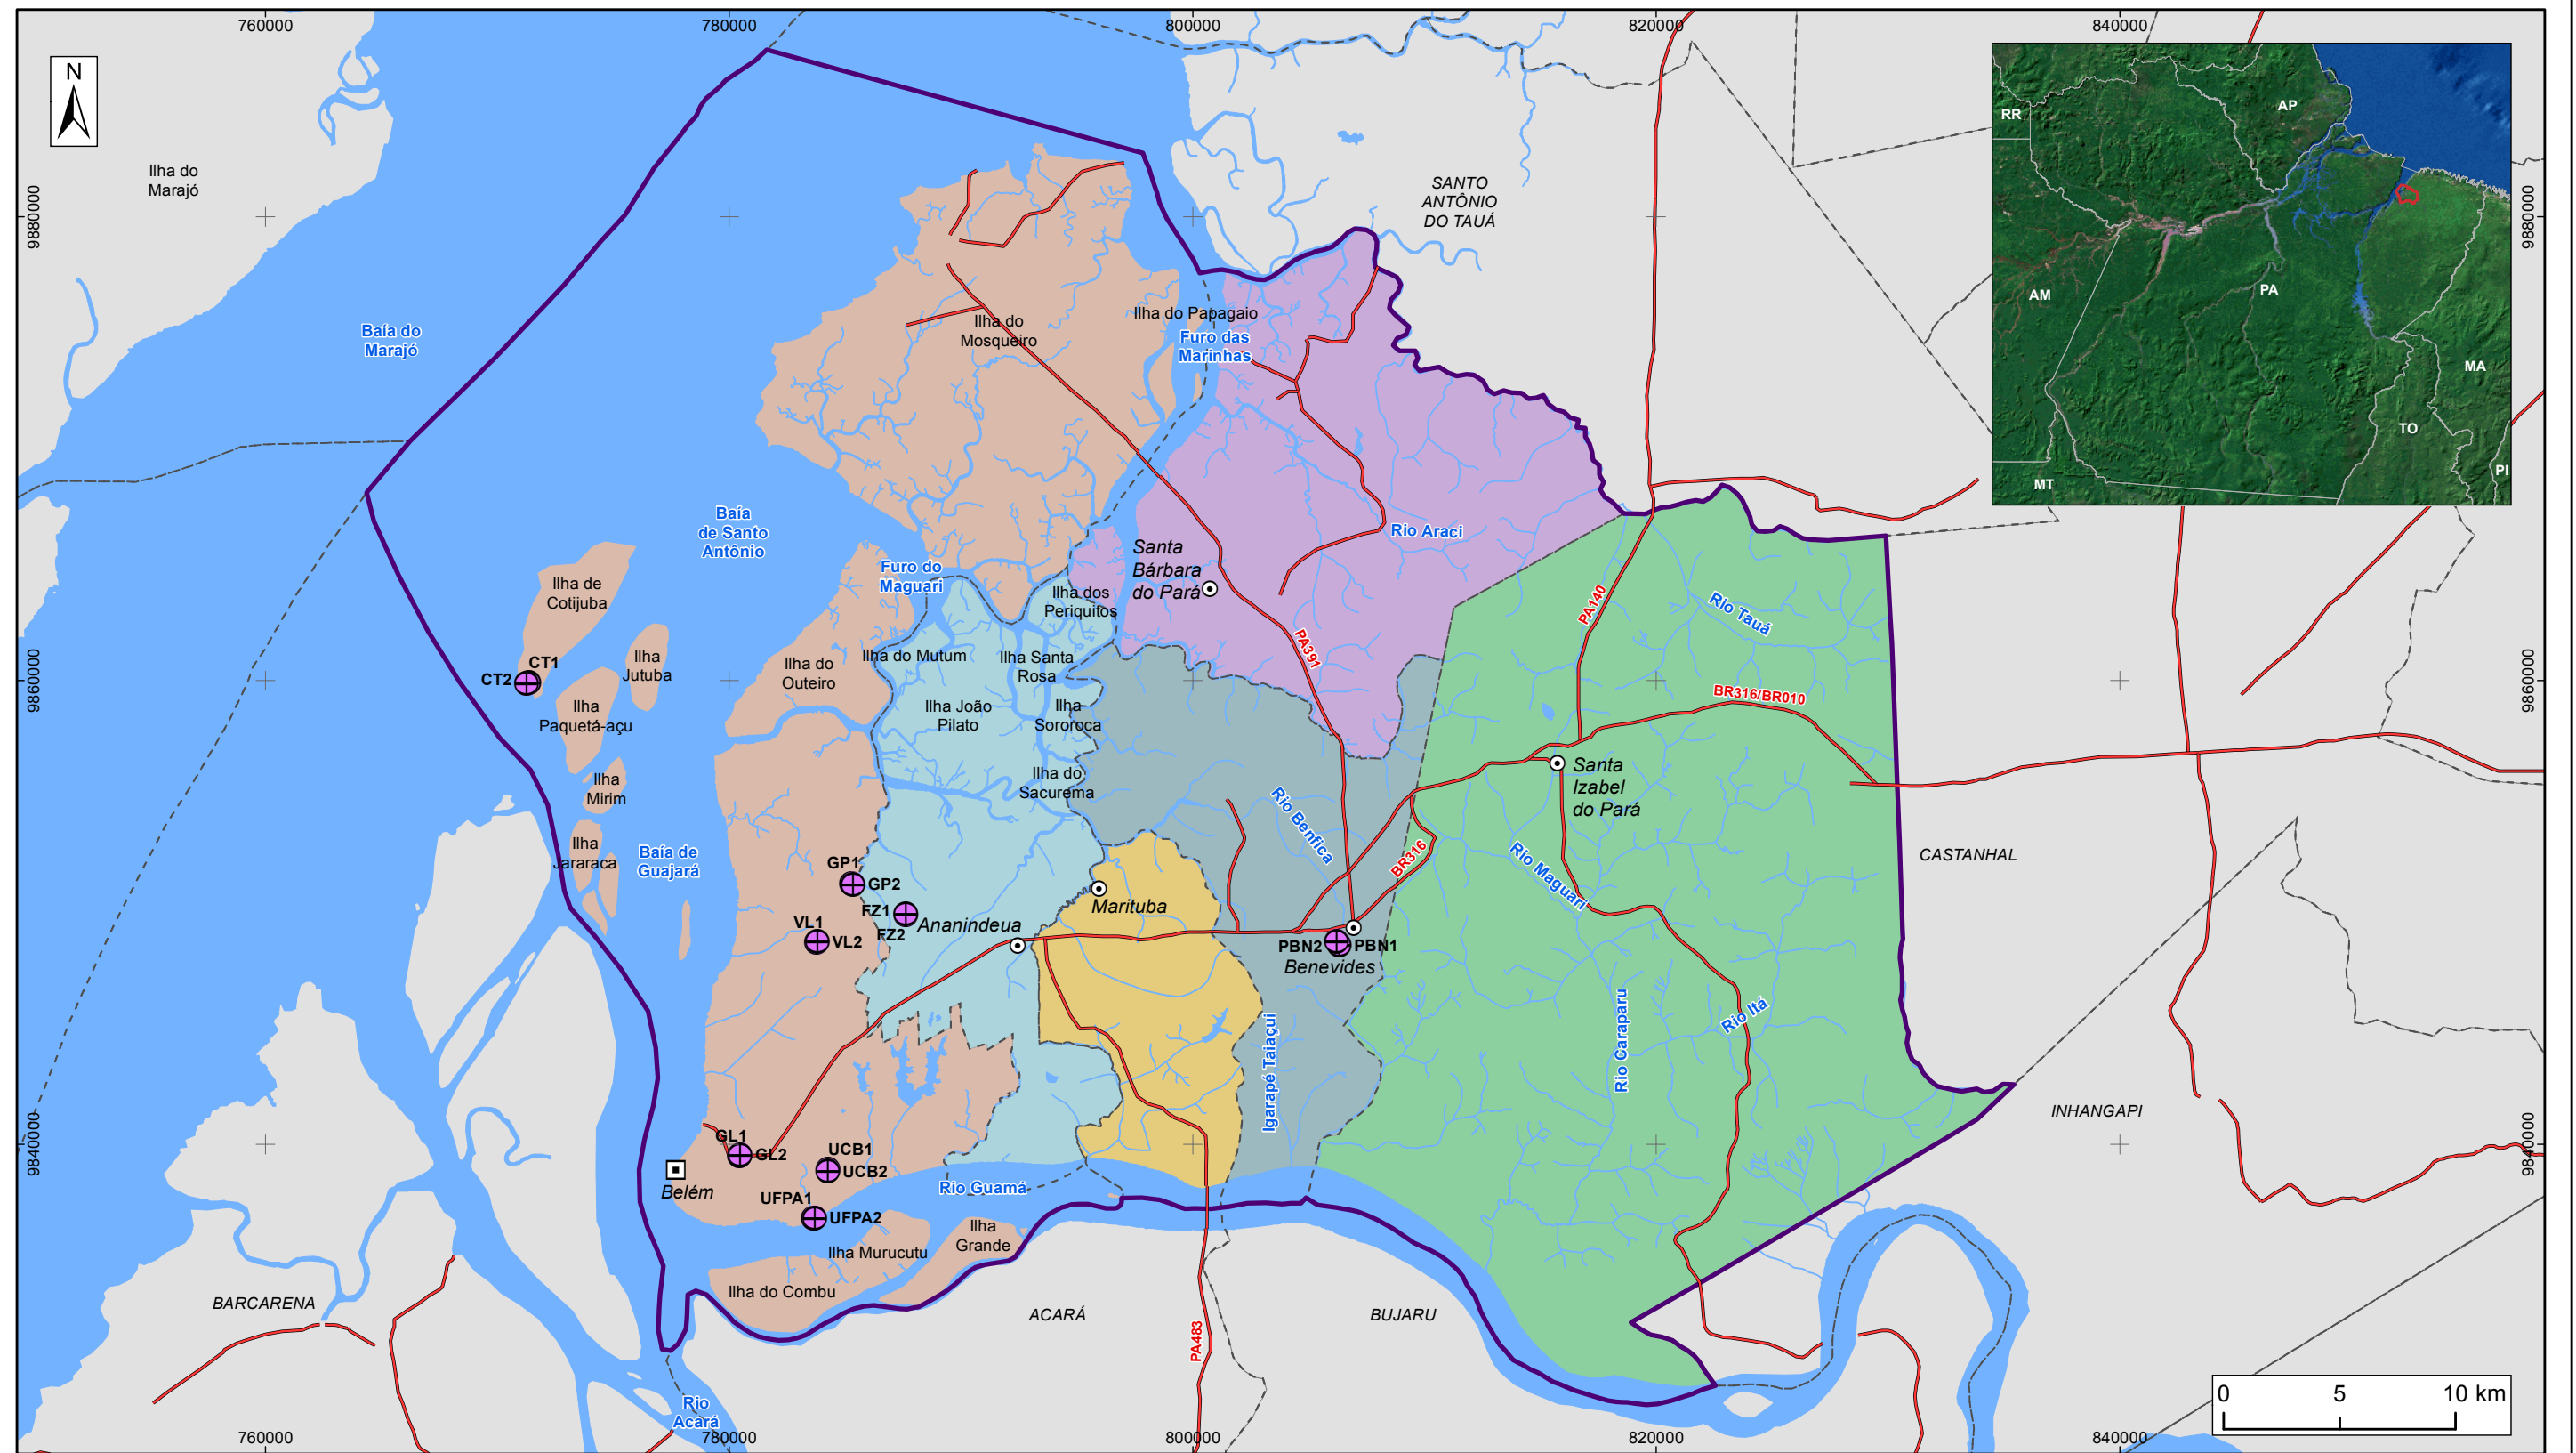 760000
780000
800000
820000
840000
N
Ilha do
Marajó
9880000
9880000
SANTO
ANTÔNIO
DO TAUÁ
RR
AP
AM
PA
MA
TO
PI
MT
Baía do
Marajó
Ilha do
Mosqueiro
Ilha do Papagaio
Furo das
Marinhas
Baía
de Santo
Antônio
Rio Araci
Santa
Bárbara
do Pará
Furo do
Maguari
Ilha de
Cotijuba
Ilha dos
Periquitos
PA140
Rio Tauá
PA391
Ilha do
Outeiro
Ilha do Mutum
Ilha Santa
Rosa
Ilha
Jutuba
CT1
CT2
9860000
9860000
BR316/BR010
Ilha
Paquetá-açu
Ilha João
Pilato
Ilha
Sororoca
Ilha
Mirim
Ilha do
Sacurema
Santa
Izabel
do Pará
Rio Benfica
Ilha
Jararaca
Baía de
Guajará
BR316
Rio Maguari
CASTANHAL
GP1
GP2
FZ1
FZ2
Ananindeua
Marituba
VL1
VL2
PBN2
PBN1
Benevides
Igarapé Taiaçui
Rio Caraparu
Rio Itá
INHANGAPI
9840000
9840000
GL1
GL2
UCB1
UCB2
Belém
UFPA1
UFPA2
Rio Guamá
Ilha
Grande
Ilha Murucutu
Ilha do Combu
BARCARENA
ACARÁ
BUJARU
PA483
Rio
Acará
0 5 10 km
760000
780000
800000
820000
840000